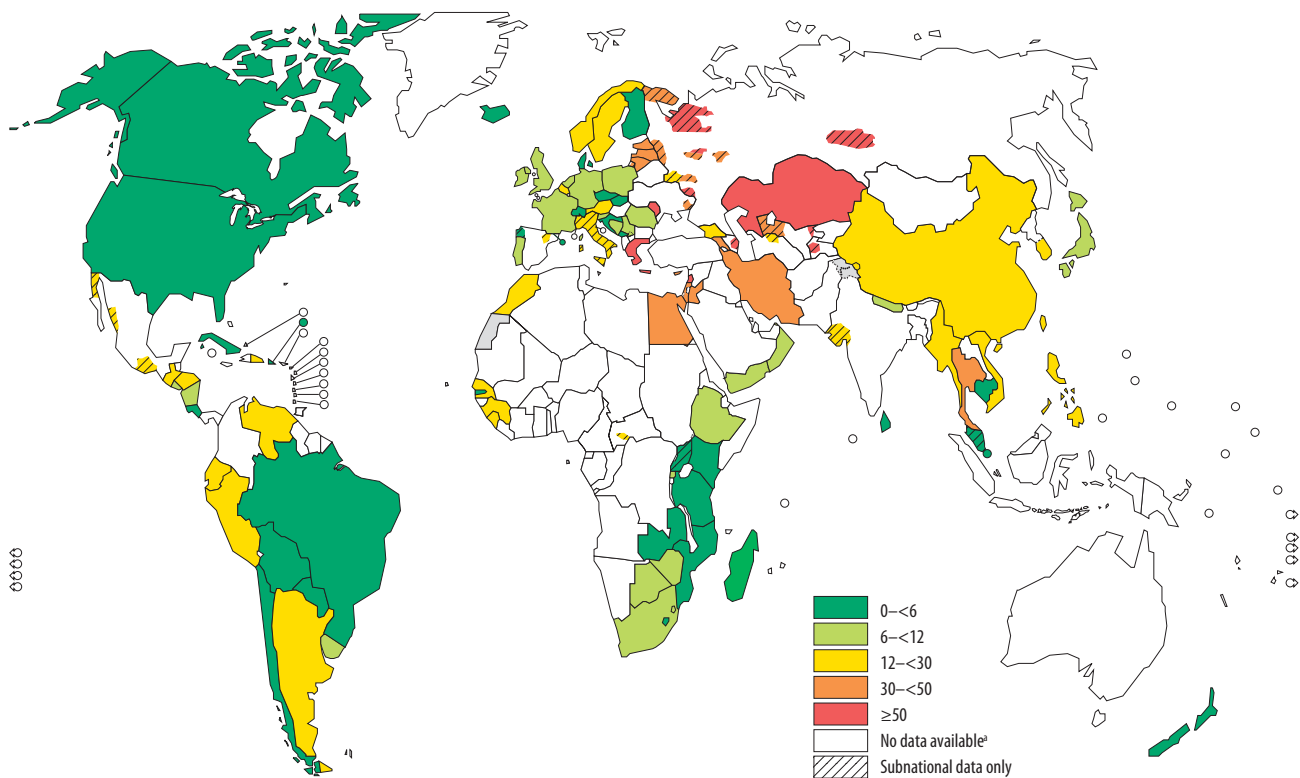 0–<6
6–<12
12–<30
30–<50
≥50
No data availableᵃ
Subnational data only